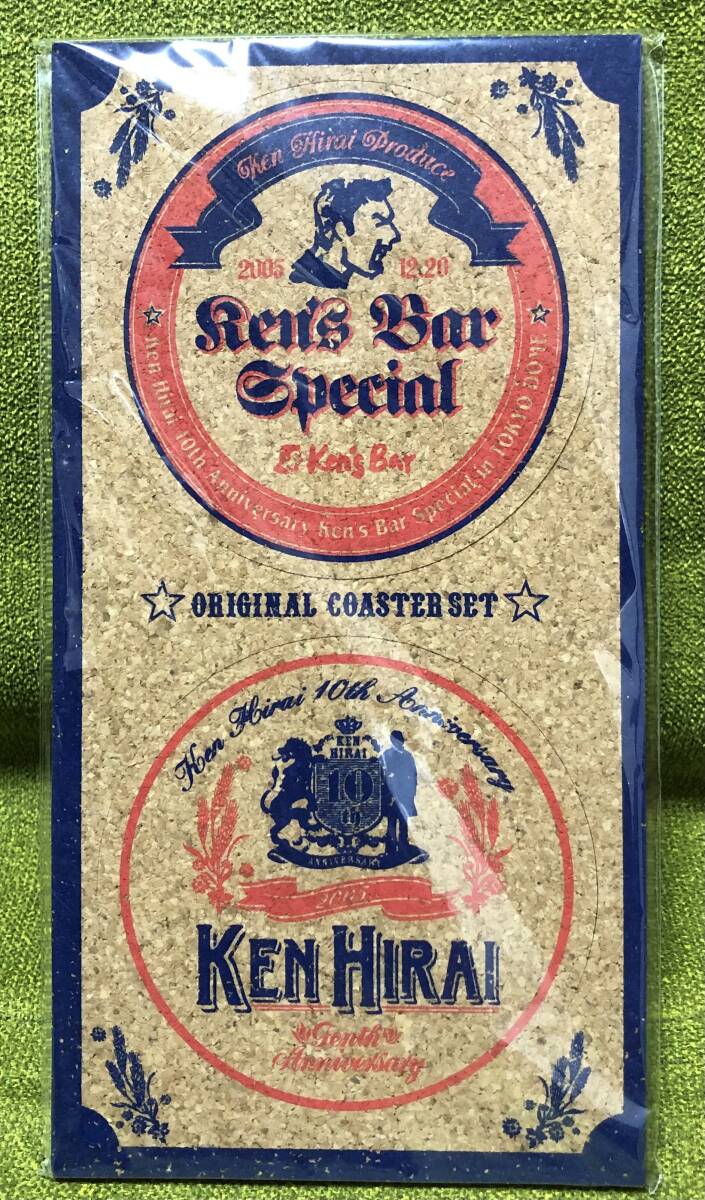 Ken Hirai Produce
2005 12.20
Ken's Bar
Special
Ken's Bar
Ken Hirai 10th Anniversary Ken's Bar Special in TOKYO DOME
ORIGINAL COASTER SET
Ken Hirai 10th Anniversary
KEN
HIRAI
10
th
ANNIVERSARY
2005
KEN HIRAI
Tenth
Anniversary